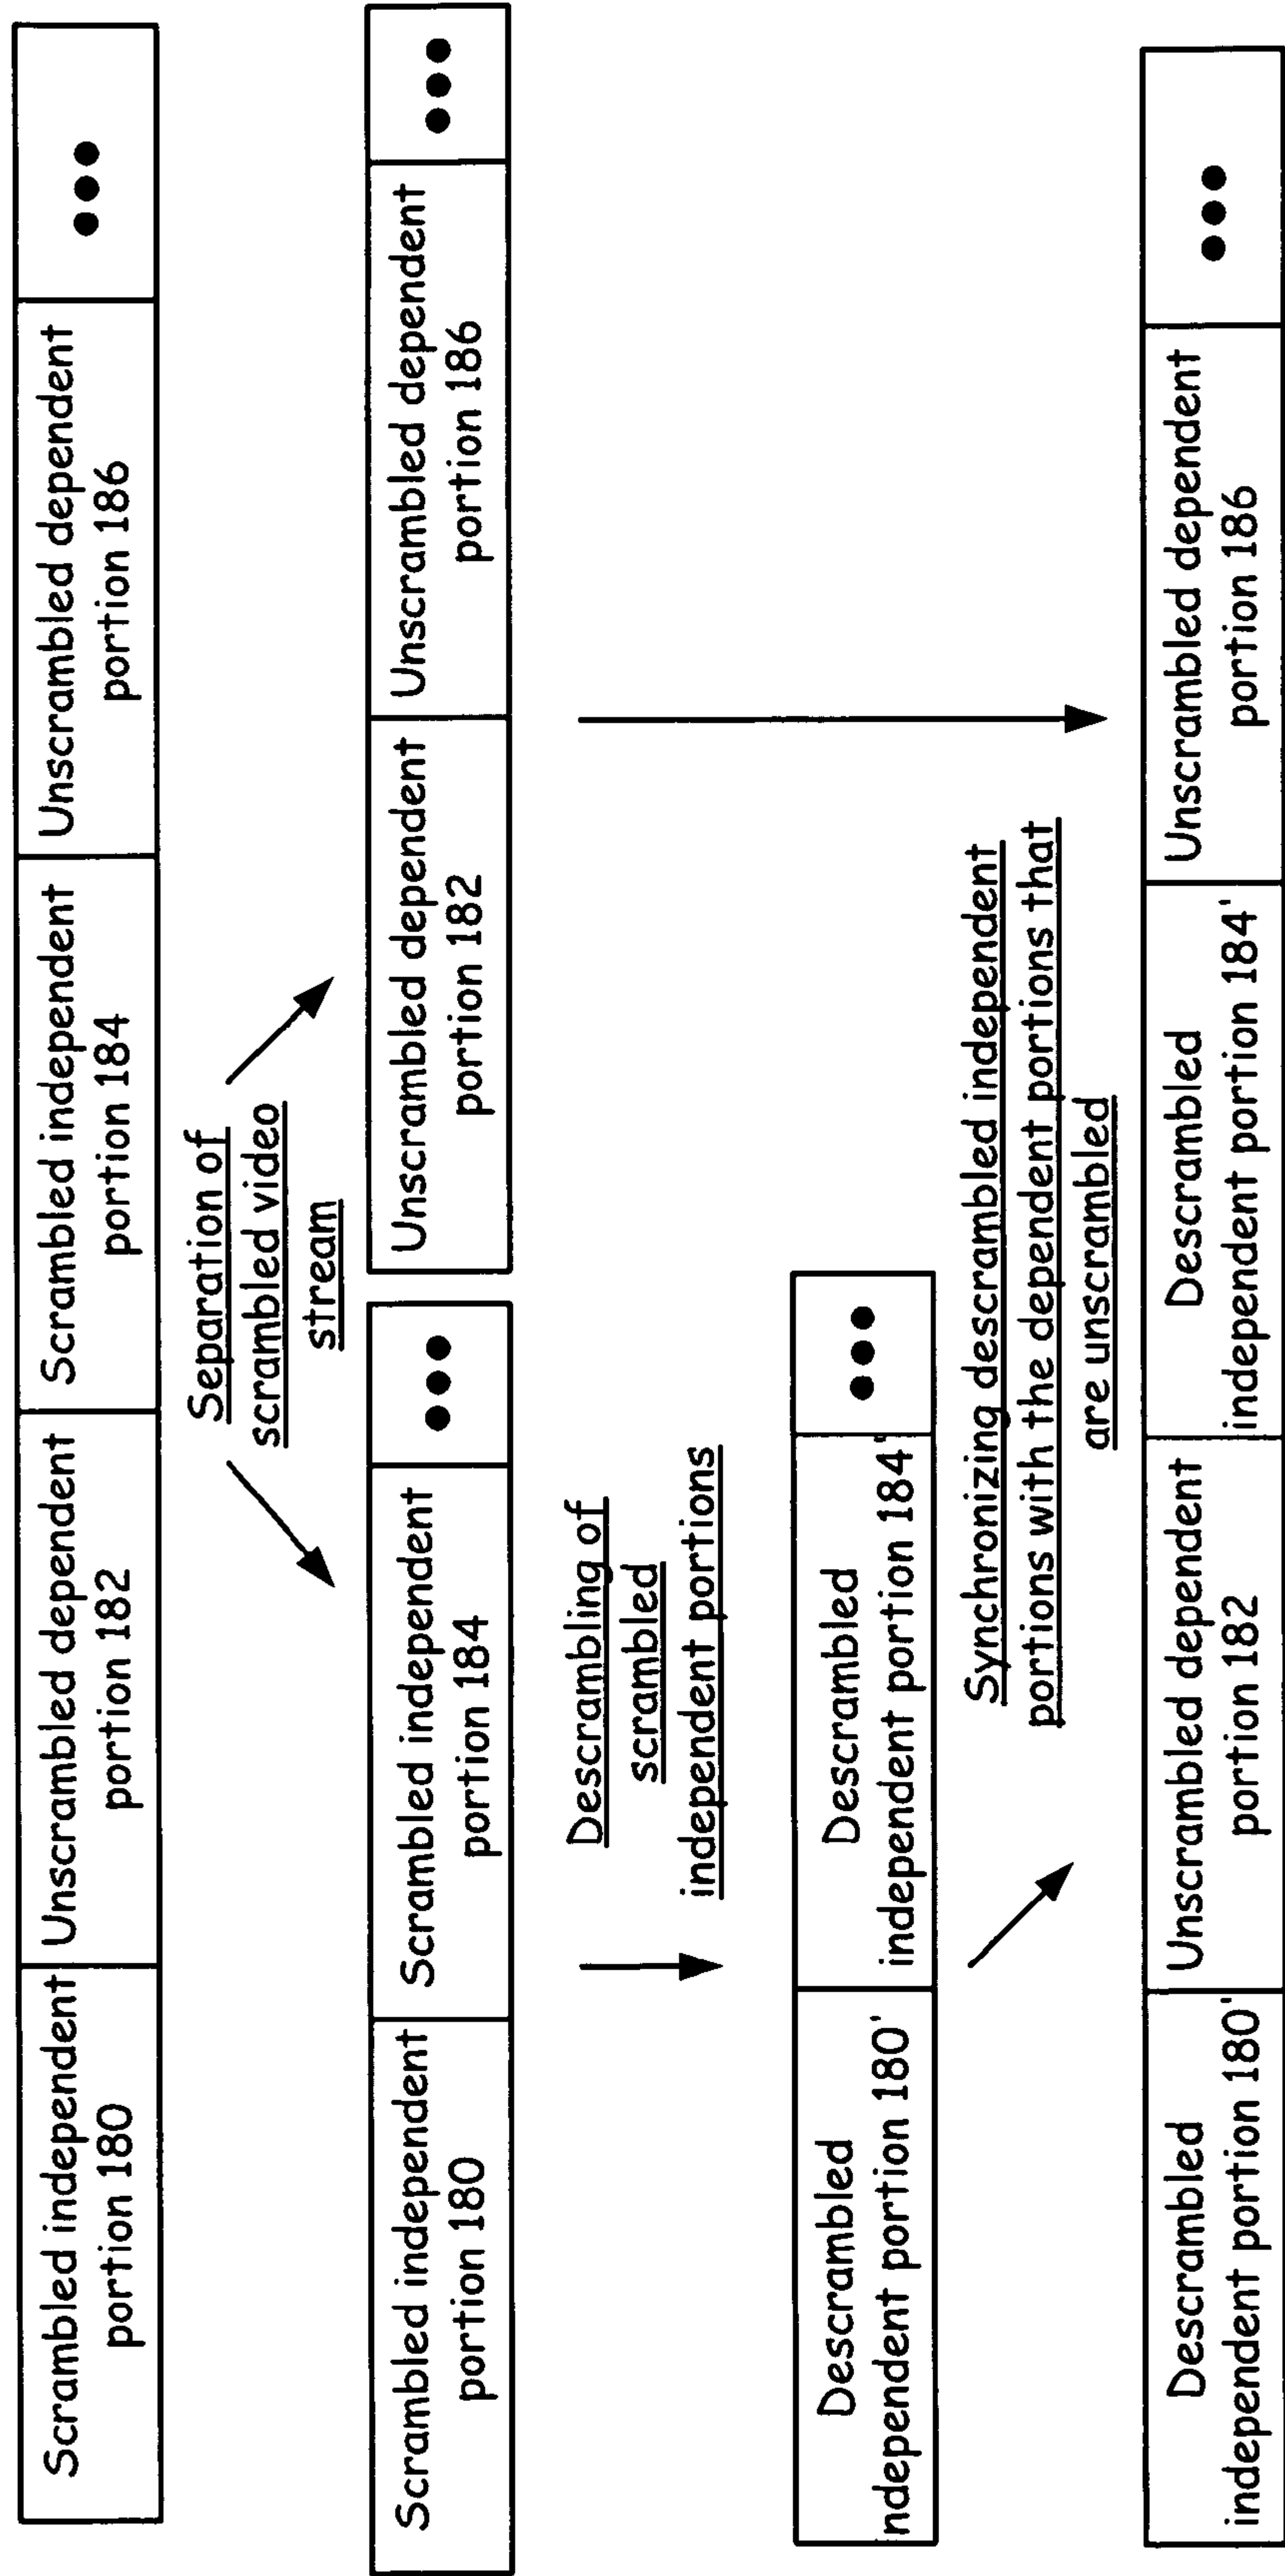 Scrambled independent
portion 180
Unscrambled dependent
portion 182
Scrambled independent
portion 184
Unscrambled dependent
portion 186
Separation of
scrambled video
stream
Scrambled independent
portion 180
Scrambled independent
portion 184
Unscrambled dependent
portion 182
Unscrambled dependent
portion 186
Descrambling of
scrambled
independent portions
Descrambled
independent portion 180'
Descrambled
independent portion 184'
Synchronizing descrambled independent
portions with the dependent portions that
are unscrambled
Descrambled
independent portion 180'
Unscrambled dependent
portion 182
Descrambled
independent portion 184'
Unscrambled dependent
portion 186